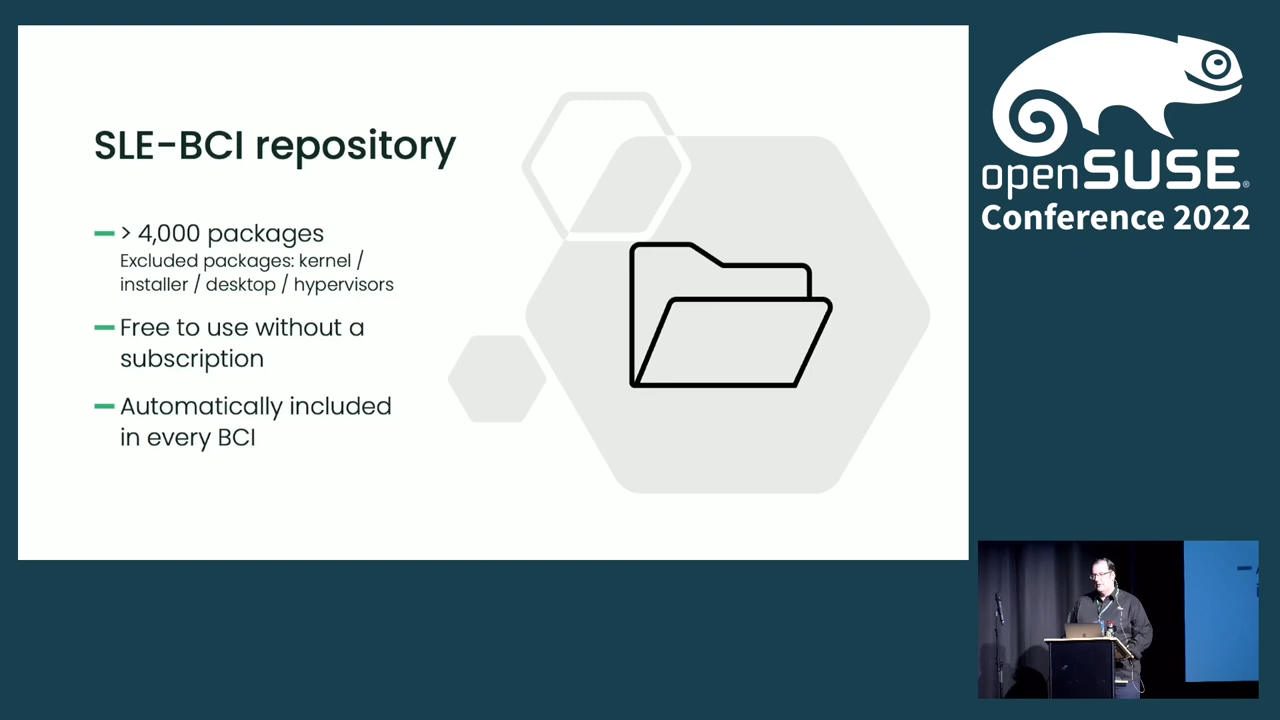 SLE-BCI repository
> 4,000 packages
Excluded packages: kernel /
installer / desktop / hypervisors
Free to use without a
subscription
Automatically included
in every BCI
openSUSE®
Conference 2022